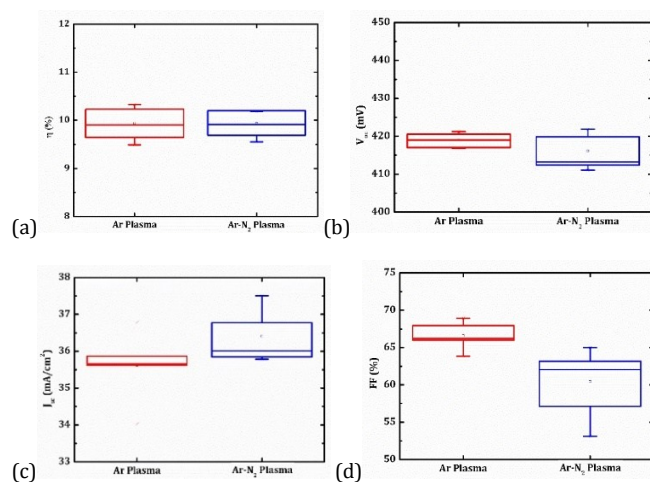 12
11
10
9
8
η (%)
Ar Plasma
Ar-N₂ Plasma
(a)
450
440
430
420
410
400
V_oc (mV)
Ar Plasma
Ar-N₂ Plasma
(b)
38
37
36
35
34
33
J_sc (mA/cm²)
Ar Plasma
Ar-N₂ Plasma
(c)
75
70
65
60
55
50
FF (%)
Ar Plasma
Ar-N₂ Plasma
(d)